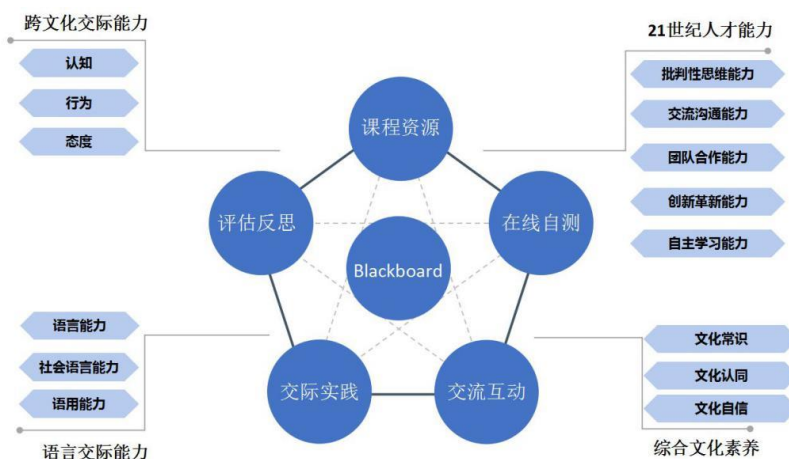 跨文化交际能力
认知
行为
态度
21世纪人才能力
批判性思维能力
交流沟通能力
团队合作能力
创新革新能力
自主学习能力
课程资源
评估反思
在线自测
Blackboard
交际实践
交流互动
语言能力
社会语言能力
语用能力
语言交际能力
文化常识
文化认同
文化自信
综合文化素养